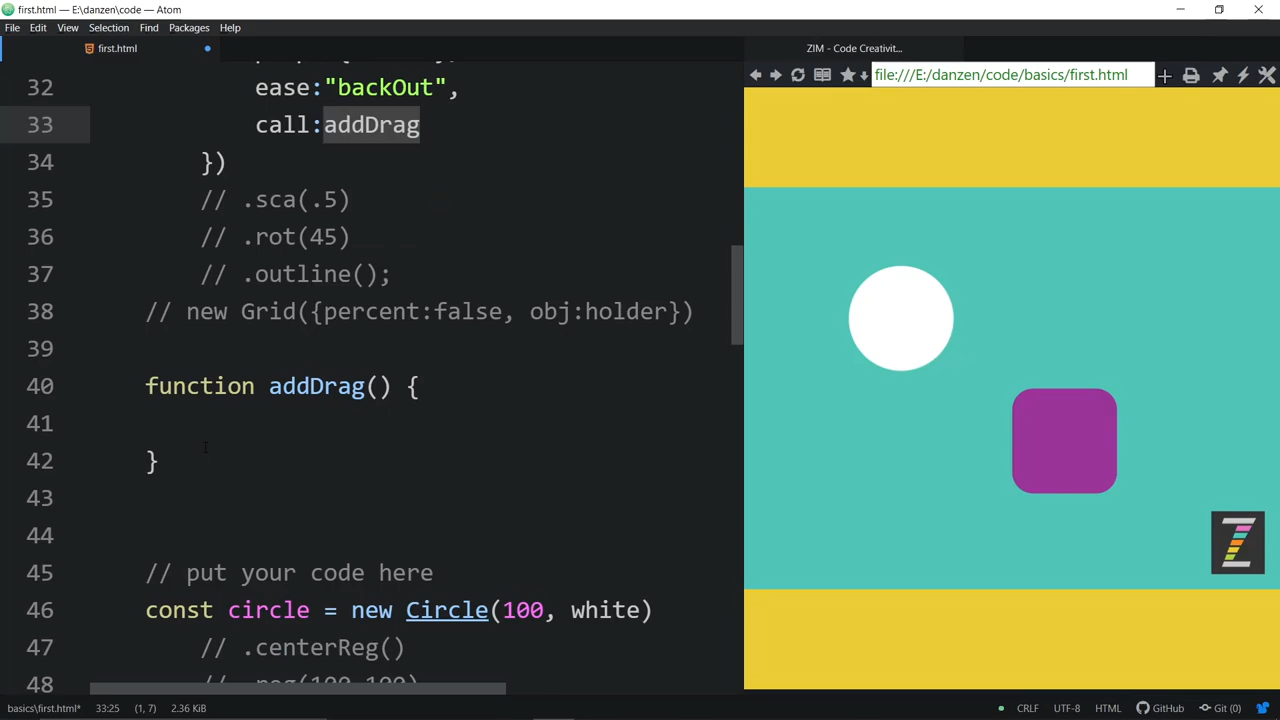 first.html — E:\danzen\code — Atom
File Edit View Selection Find Packages Help
first.html
ZIM - Code Creativit...
file:///E:/danzen/code/basics/first.html
32 ease:"backOut",
33 call:addDrag
34 })
35 // .sca(.5)
36 // .rot(45)
37 // .outline();
38 // new Grid({percent:false, obj:holder})
39
40 function addDrag() {
41
42 }
43
44
45 // put your code here
46 const circle = new Circle(100, white)
47 // .centerReg()
48 // .reg(100,100)
basics\first.html* 33:25 (1, 7) 2.36 KiB CRLF UTF-8 HTML GitHub Git (0)